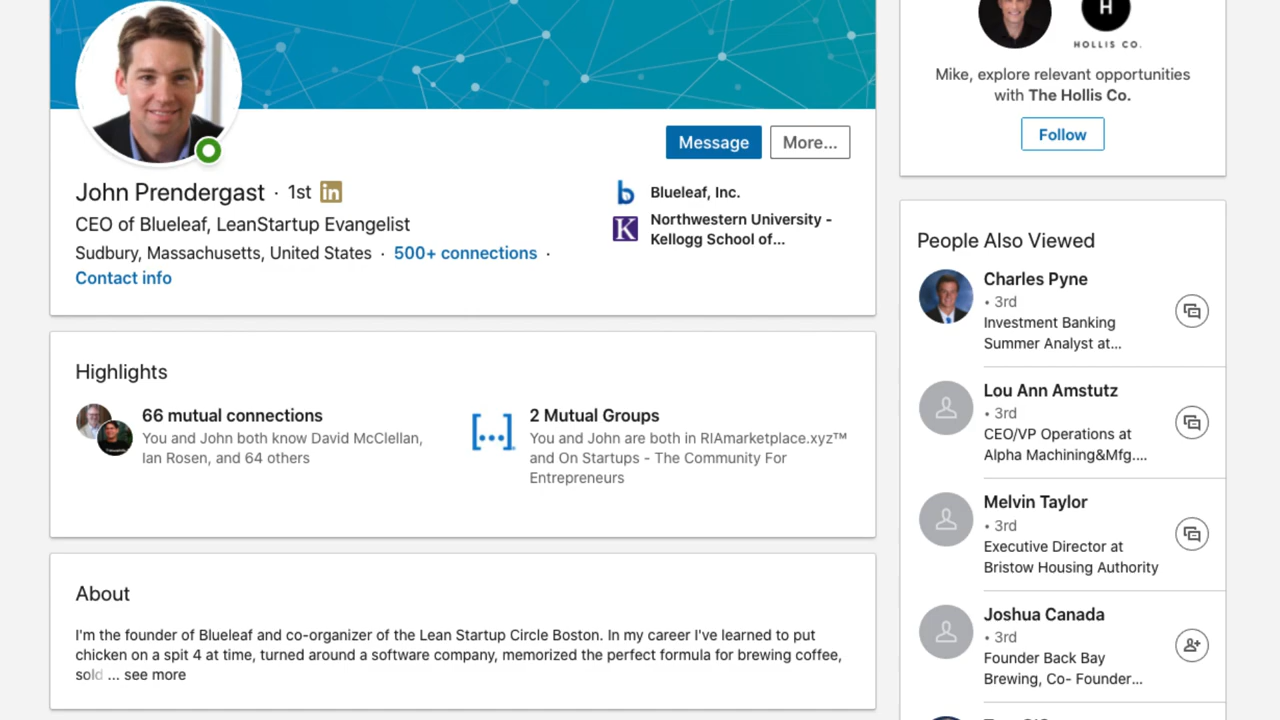 John Prendergast · 1st in
CEO of Blueleaf, LeanStartup Evangelist
Sudbury, Massachusetts, United States · 500+ connections ·
Contact info
Message
More...
b Blueleaf, Inc.
K Northwestern University -
Kellogg School of...
Highlights
66 mutual connections
You and John both know David McClellan,
Ian Rosen, and 64 others
[...]
2 Mutual Groups
You and John are both in RIAmarketplace.xyz™
and On Startups - The Community For
Entrepreneurs
About
I'm the founder of Blueleaf and co-organizer of the Lean Startup Circle Boston. In my career I've learned to put
chicken on a spit 4 at time, turned around a software company, memorized the perfect formula for brewing coffee,
sold ... see more
H
HOLLIS CO.
Mike, explore relevant opportunities
with The Hollis Co.
Follow
People Also Viewed
Charles Pyne
• 3rd
Investment Banking
Summer Analyst at...
Lou Ann Amstutz
• 3rd
CEO/VP Operations at
Alpha Machining&Mfg....
Melvin Taylor
• 3rd
Executive Director at
Bristow Housing Authority
Joshua Canada
• 3rd
Founder Back Bay
Brewing, Co- Founder...